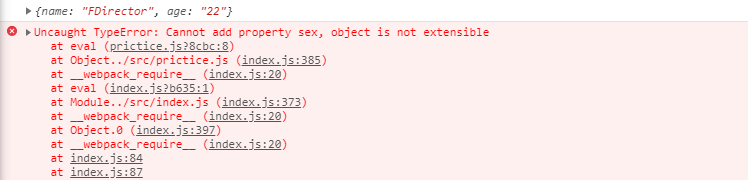 {name: "FDirector", age: "22"}
Uncaught TypeError: Cannot add property sex, object is not extensible
at eval (prictice.js?8cbc:8)
at Object../src/prictice.js (index.js:385)
at __webpack_require__ (index.js:20)
at eval (index.js?b635:1)
at Module../src/index.js (index.js:373)
at __webpack_require__ (index.js:20)
at Object.0 (index.js:397)
at __webpack_require__ (index.js:20)
at index.js:84
at index.js:87